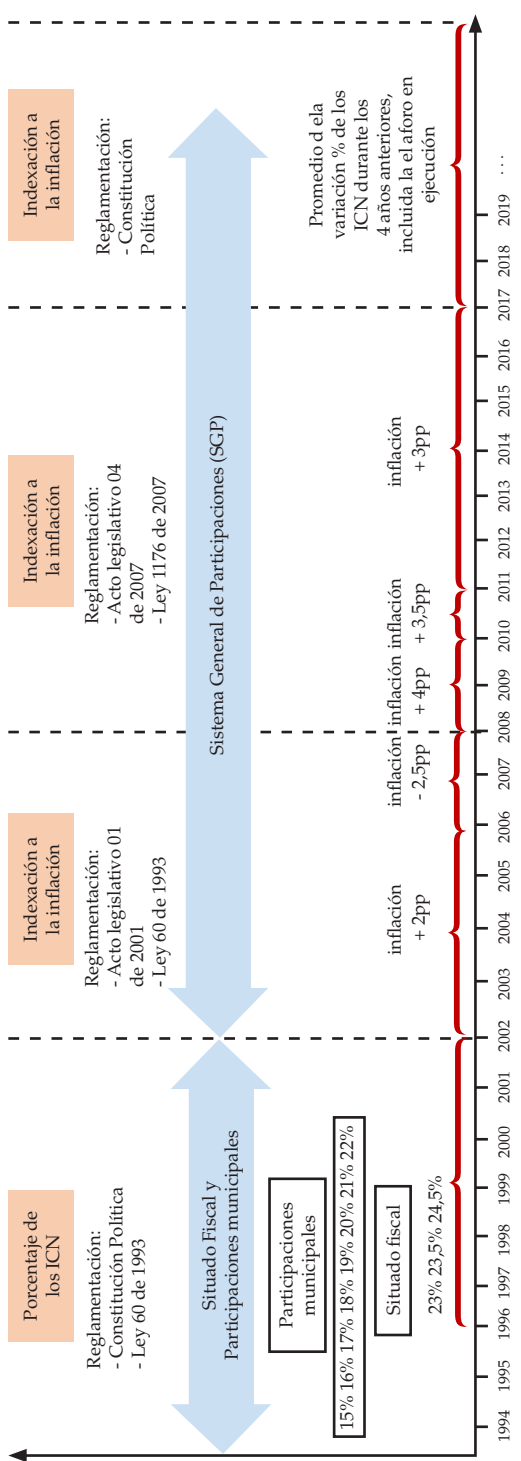 Porcentaje de
los ICN
Reglamentación:
- Constitución Política
- Ley 60 de 1993
Indexación a
la inflación
Reglamentación:
- Acto legislativo 01
de 2001
- Ley 60 de 1993
Indexación a
la inflación
Reglamentación:
- Acto legislativo 04
de 2007
- Ley 1176 de 2007
Indexación a
la inflación
Reglamentación:
- Constitución
Política
Situado Fiscal y
Participaciones municipales
Sistema General de Participaciones (SGP)
Participaciones
municipales
15% 16% 17% 18% 19% 20% 21% 22%
Situado fiscal
23% 23,5% 24,5%
inflación
+ 2pp
inflación
- 2,5pp
inflación
+ 4pp
inflación
+ 3,5pp
inflación
+ 3pp
Promedio d ela
variación % de los
ICN durante los
4 años anteriores,
incluida la el aforo en
ejecución
1994 1995 1996 1997 1998 1999 2000 2001 2002 2003 2004 2005 2006 2007 2008 2009 2010 2011 2012 2013 2014 2015 2016 2017 2018 2019 ...